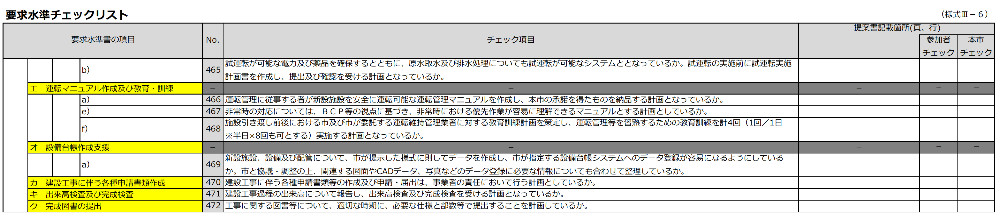 要求水準チェックリスト
（様式Ⅲ－６）
要求水準書の項目 No. チェック項目 提案書記載箇所(頁、行)
参加者 本市
チェック チェック
b） 465 試運転が可能な電力及び薬品を確保するとともに、原水取水及び排水処理についても試運転が可能なシステムととなっているか。試運転の実施前に試運転実施
計画書を作成し、提出及び確認を受ける計画となっているか。
エ 運転マニュアル作成及び教育・訓練 － － － － －
a） 466 運転管理に従事する者が新設施設を安全に運転可能な運転管理マニュアルを作成し、本市の承諾を得たものを納品する計画となっているか。
e） 467 非常時の対応については、ＢＣＰ等の視点に基づき、非常時における優先作業が容易に理解できるマニュアルとする計画としているか。
f） 468 施設引き渡し前後における市及び市が委託する運転維持管理業者に対する教育訓練計画を策定し、運転管理等を習熟するための教育訓練を計4回（1回／1日
※半日×8回も可とする）実施する計画となっているか。
オ 設備台帳作成支援 － － － － －
a） 469 新設施設、設備及び配管について、市が提示した様式に則してデータを作成し、市が指定する設備台帳システムへのデータ登録が容易になるようにしている
か。市と協議・調整の上、関連する図面やCADデータ、写真などのデータ登録に必要な情報についても合わせて整理しているか。
カ 建設工事に伴う各種申請書類作成 470 建設工事に伴う各種申請書類等の作成及び申請・届出は、事業者の責任において行う計画としているか。
キ 出来高検査及び完成検査 471 建設工事過程の出来高について報告し、出来高検査及び完成検査を受ける計画となっているか。
ク 完成図書の提出 472 工事に関する図書等について、適切な時期に、必要な仕様と部数等で提出することを計画しているか。